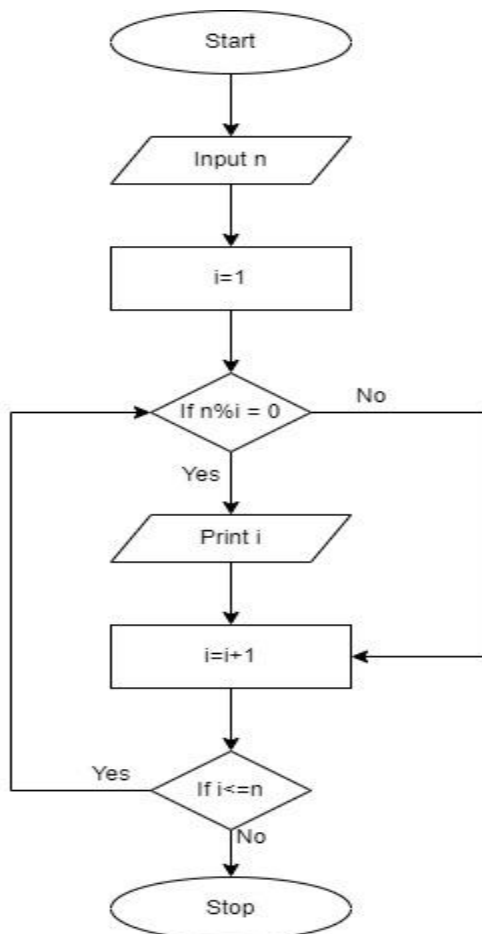 Start
Input n
i=1
If n%i = 0
No
Yes
Print i
i=i+1
Yes
If i<=n
No
Stop